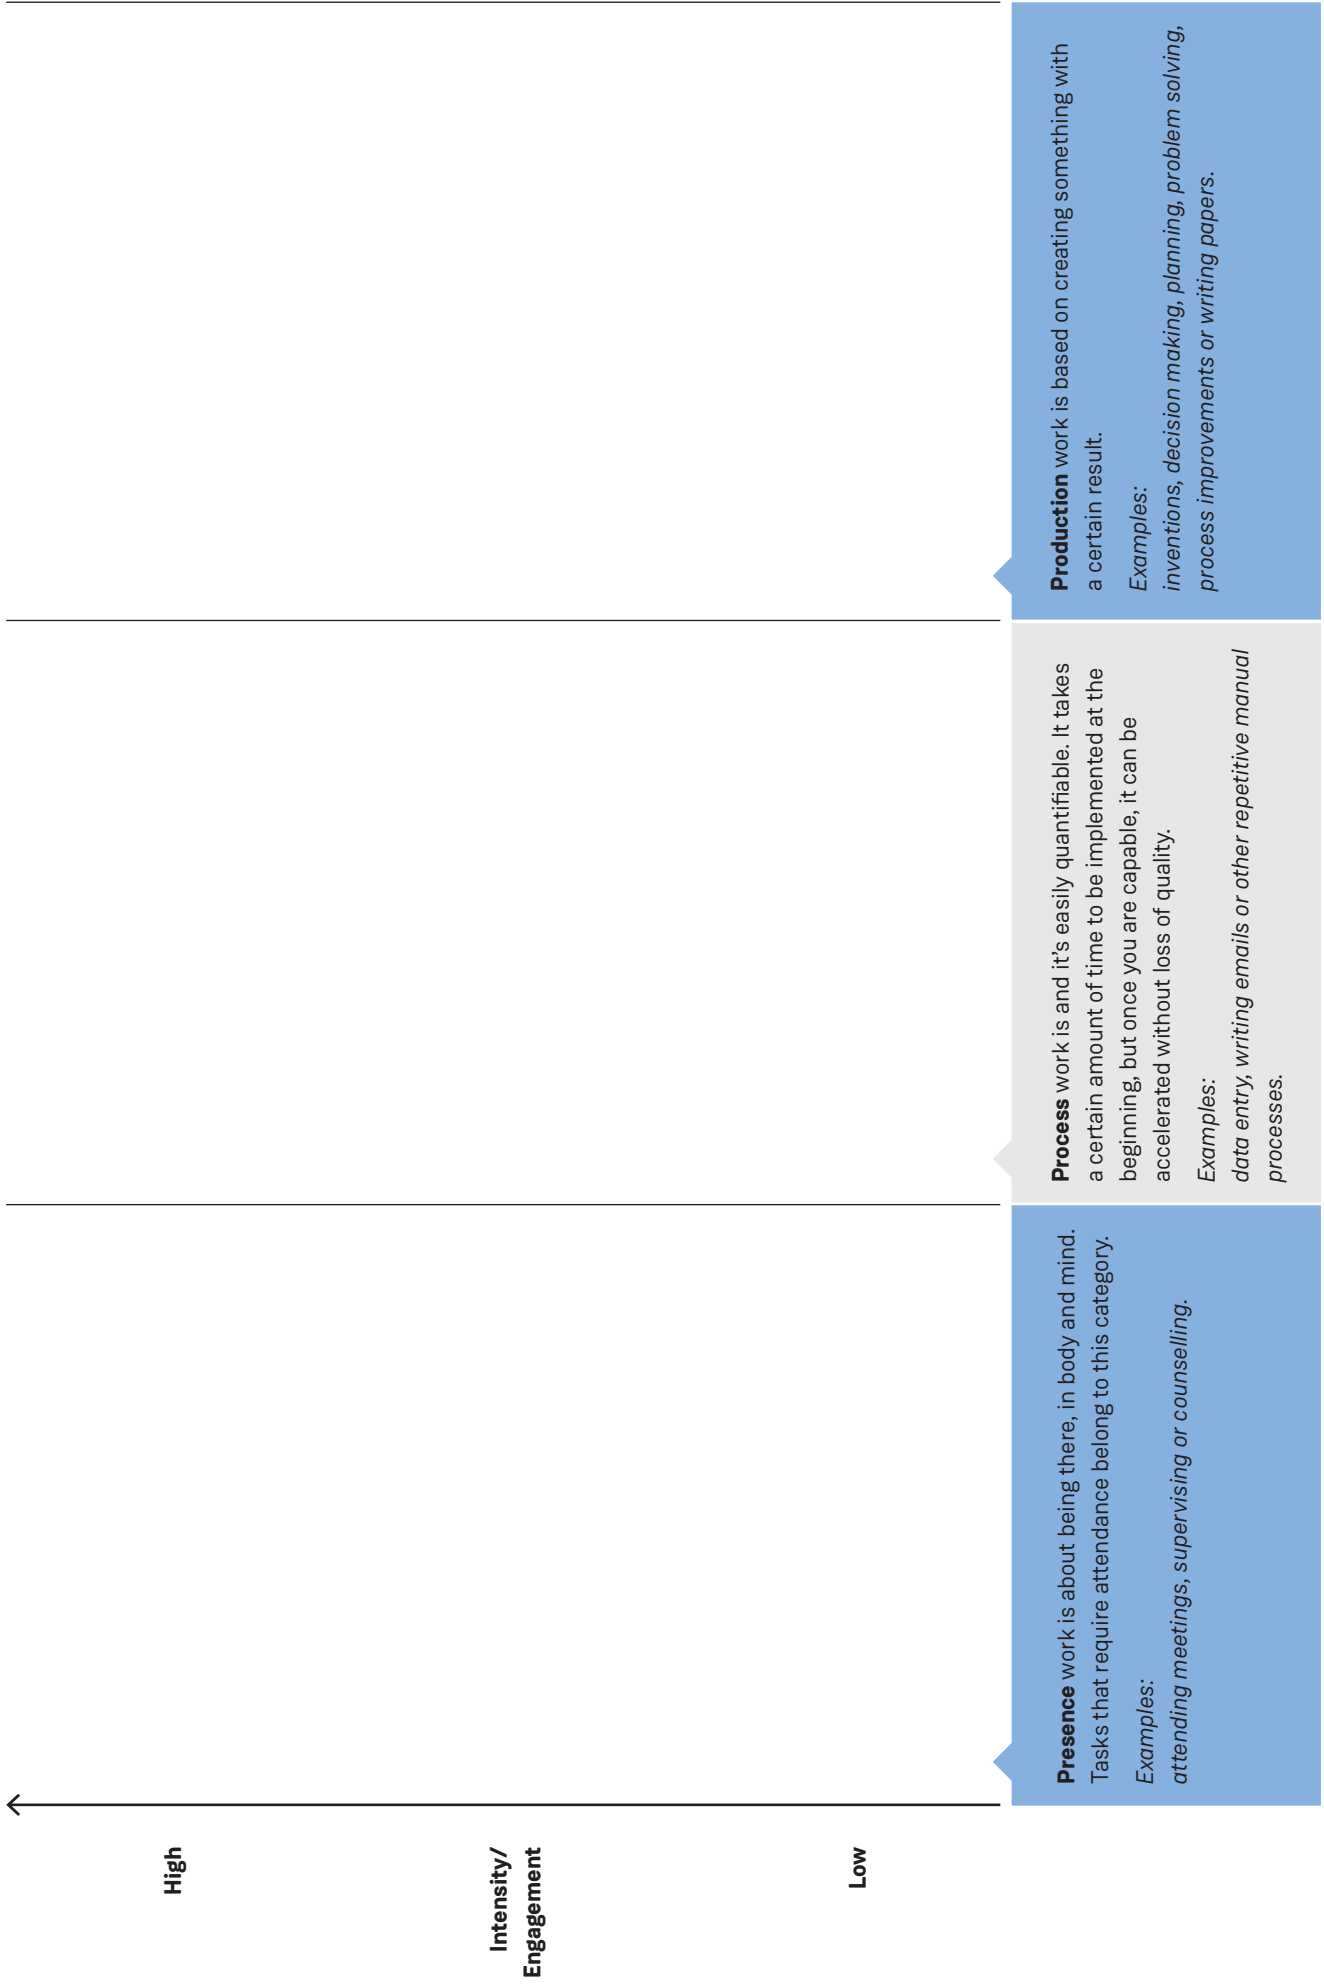 High
Intensity/
Engagement
Low
Presence work is about being there, in body and mind.
Tasks that require attendance belong to this category.
Examples:
attending meetings, supervising or counselling.
Process work is and it’s easily quantifiable. It takes
a certain amount of time to be implemented at the
beginning, but once you are capable, it can be
accelerated without loss of quality.
Examples:
data entry, writing emails or other repetitive manual
processes.
Production work is based on creating something with
a certain result.
Examples:
inventions, decision making, planning, problem solving,
process improvements or writing papers.